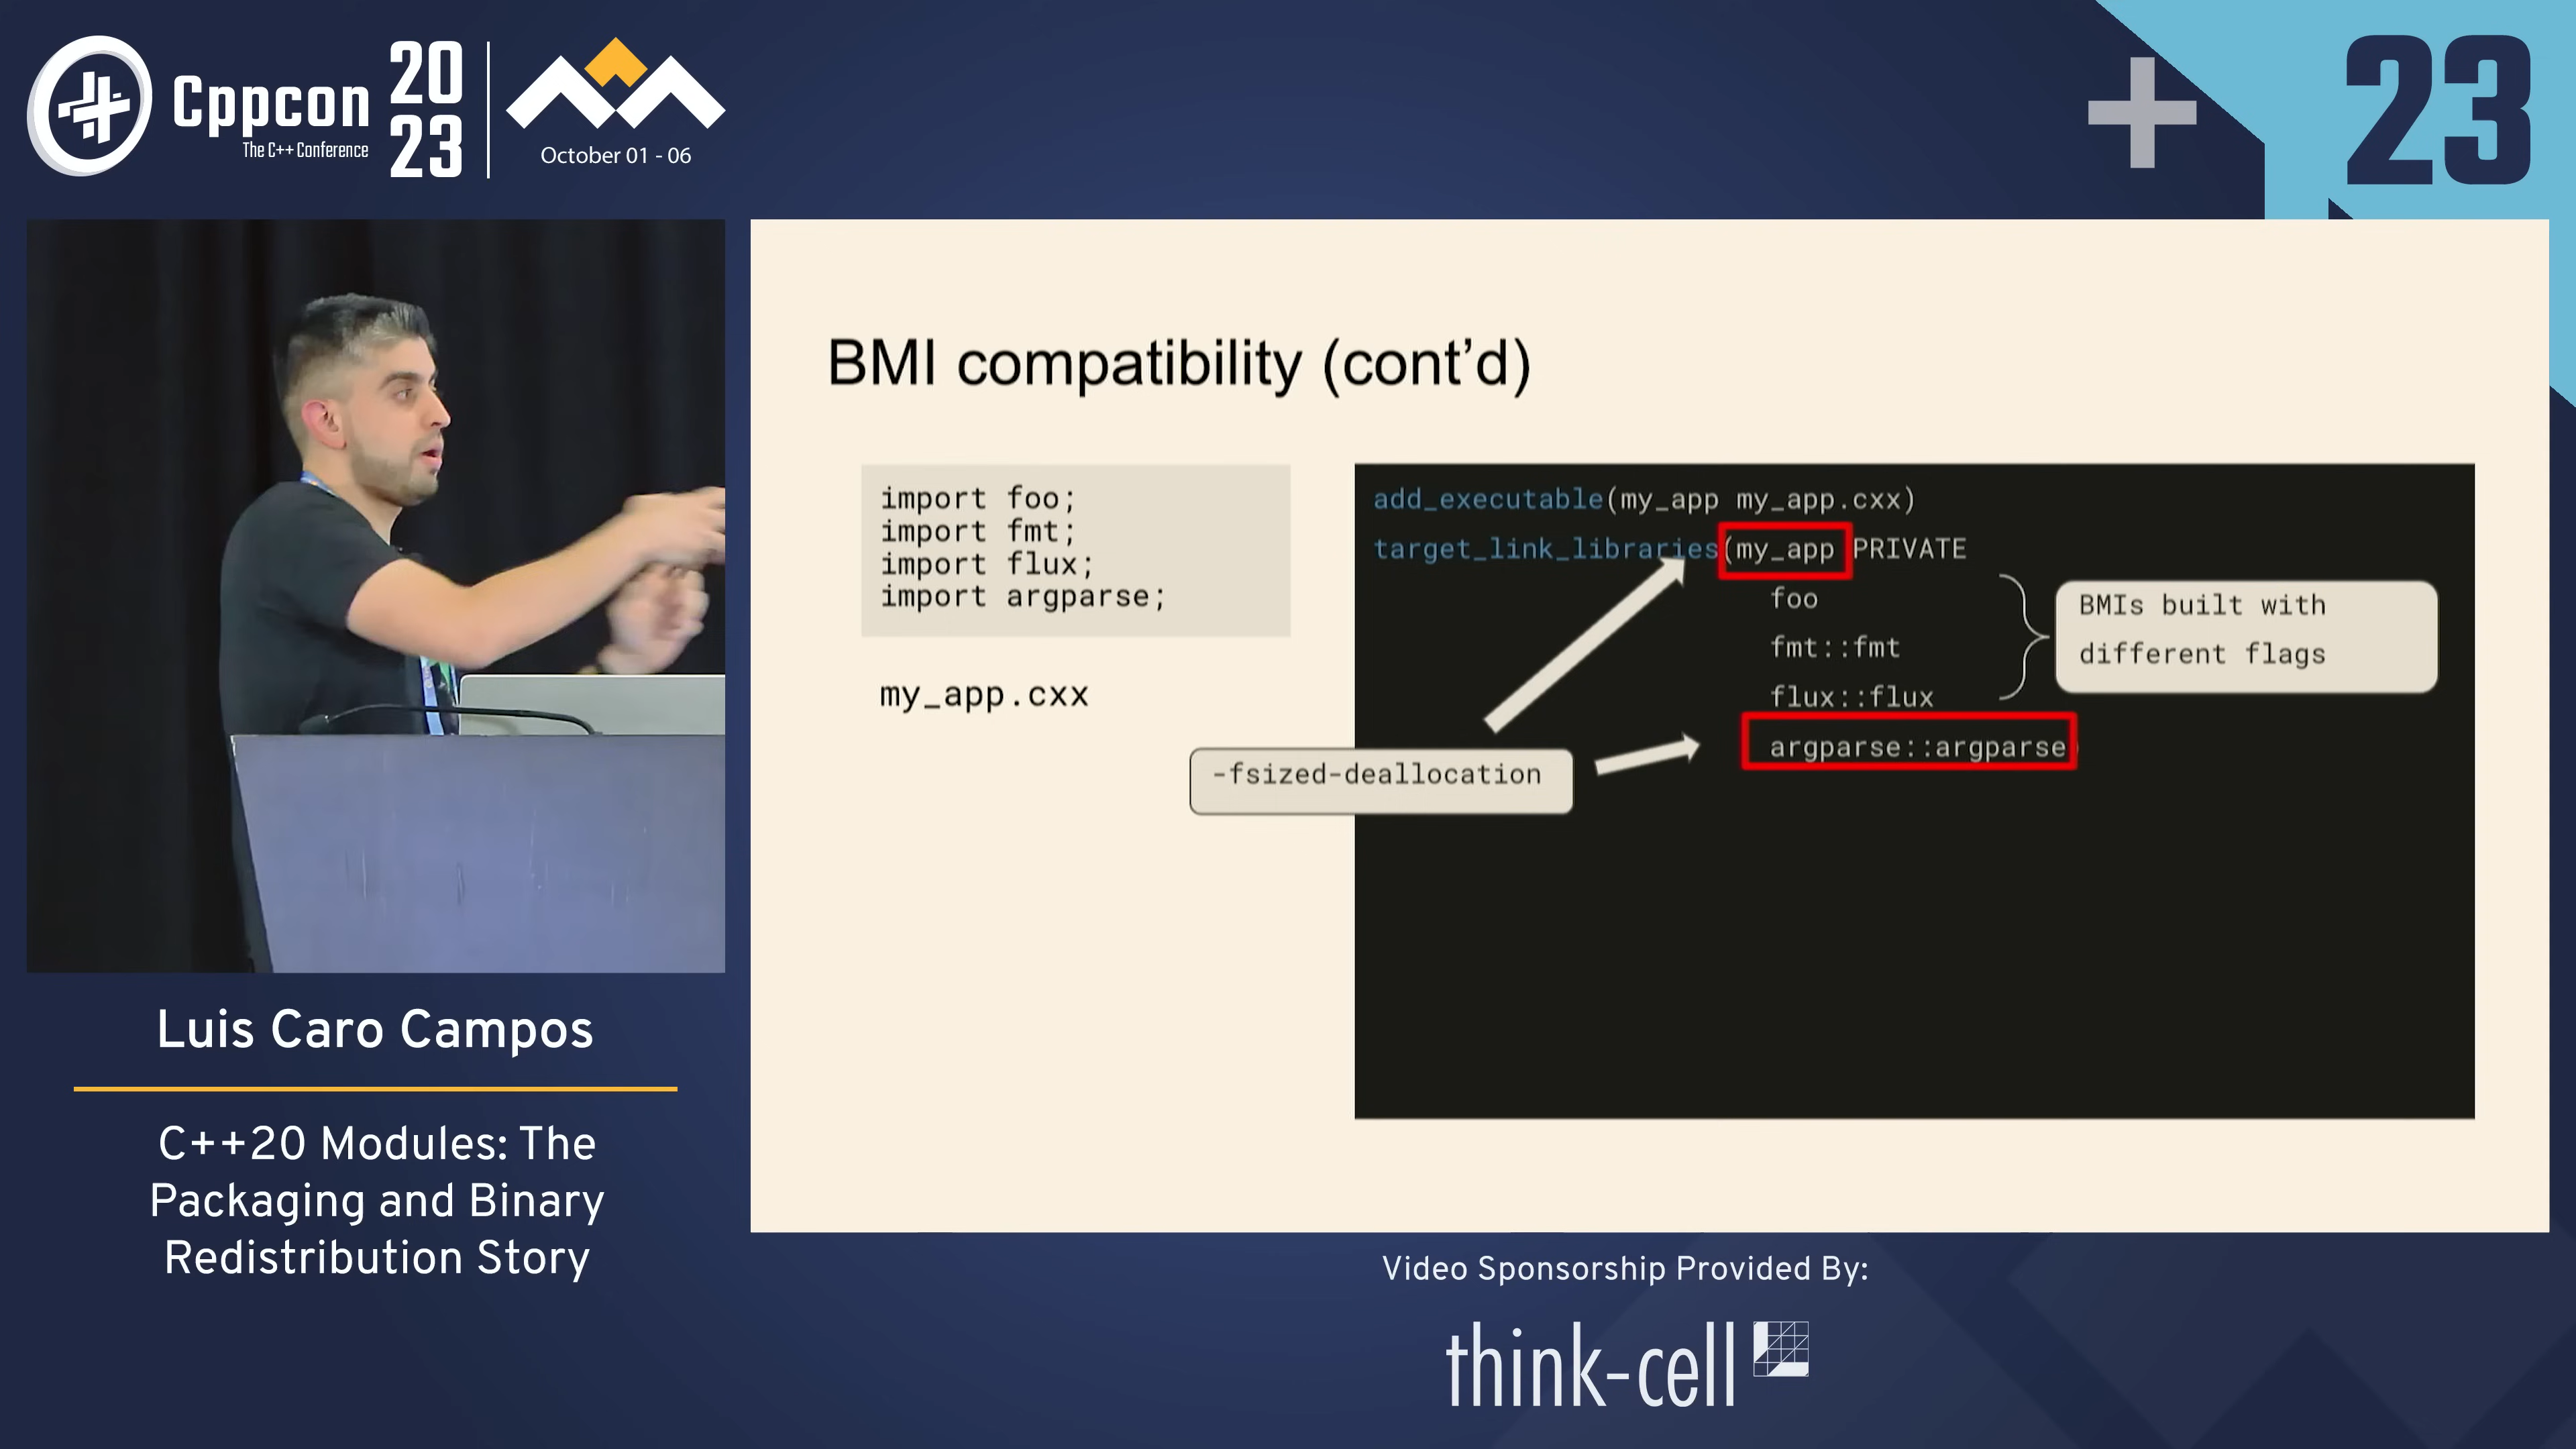 Cppcon
The C++ Conference
20
23
October 01 - 06
+ 23
BMI compatibility (cont’d)
import foo;
import fmt;
import flux;
import argparse;
my_app.cxx
add_executable(my_app my_app.cxx)
target_link_libraries(my_app PRIVATE
foo
fmt::fmt
flux::flux
argparse::argparse)
BMIs built with
different flags
-fsized-deallocation
Luis Caro Campos
C++20 Modules: The
Packaging and Binary
Redistribution Story
Video Sponsorship Provided By:
think-cell